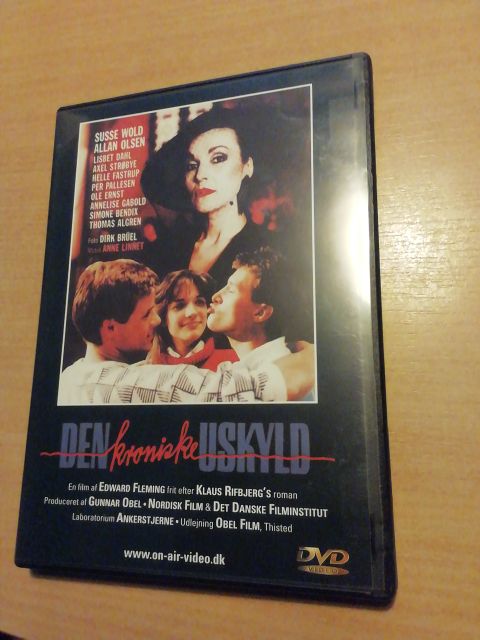 SUSSE WOLD
ALLAN OLSEN
LISBET DAHL
AXEL STRØBYE
HELLE FASTRUP
PER PALLESEN
OLE ERNST
ANNELISE GABOLD
SIMONE BENDIX
THOMAS ALGREN
Foto DIRK BRÜEL
Musik ANNE LINNET
DEN kroniske USKYLD
En film af EDWARD FLEMING frit efter KLAUS RIFBJERG's roman
Produceret af GUNNAR OBEL • NORDISK FILM & DET DANSKE FILMINSTITUT
Laboratorium ANKERSTJERNE • Udlejning OBEL FILM, Thisted
www.on-air-video.dk
DVD
VIDEO